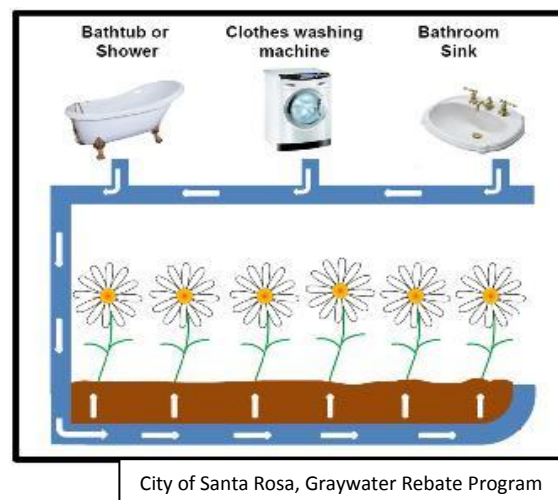 Bathtub or
Shower
Clothes washing
machine
Bathroom
Sink
City of Santa Rosa, Graywater Rebate Program